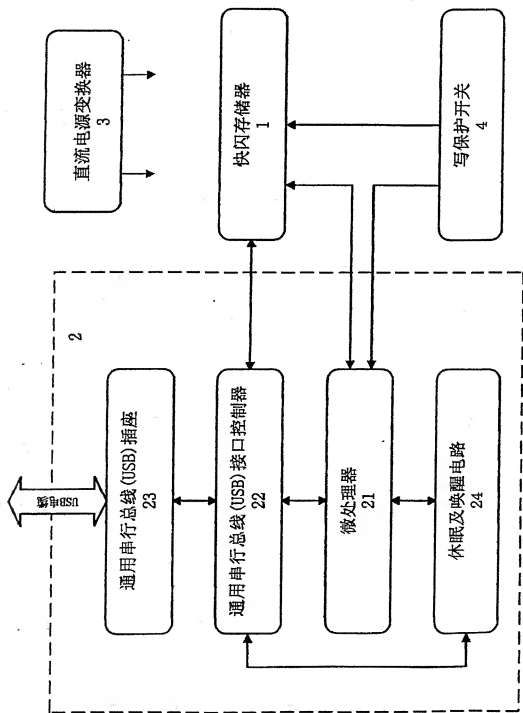 USB电缆
2
通用串行总线(USB)插座
23
通用串行总线(USB)接口控制器
22
微处理器
21
休眠及唤醒电路
24
直流电源变换器
3
快闪存储器
1
写保护开关
4